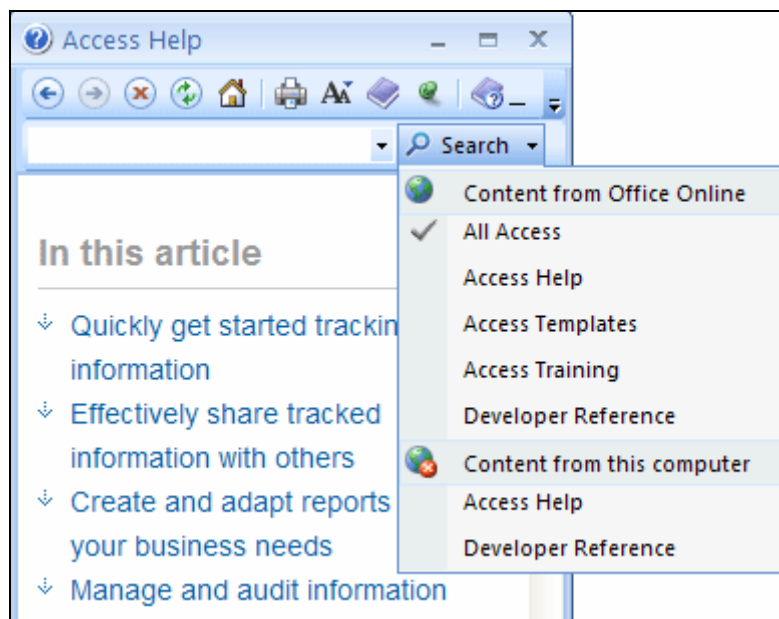 Access Help
Search
Content from Office Online
All Access
Access Help
Access Templates
Access Training
Developer Reference
Content from this computer
Access Help
Developer Reference
In this article
Quickly get started trackin
information
Effectively share tracked
information with others
Create and adapt reports
your business needs
Manage and audit information